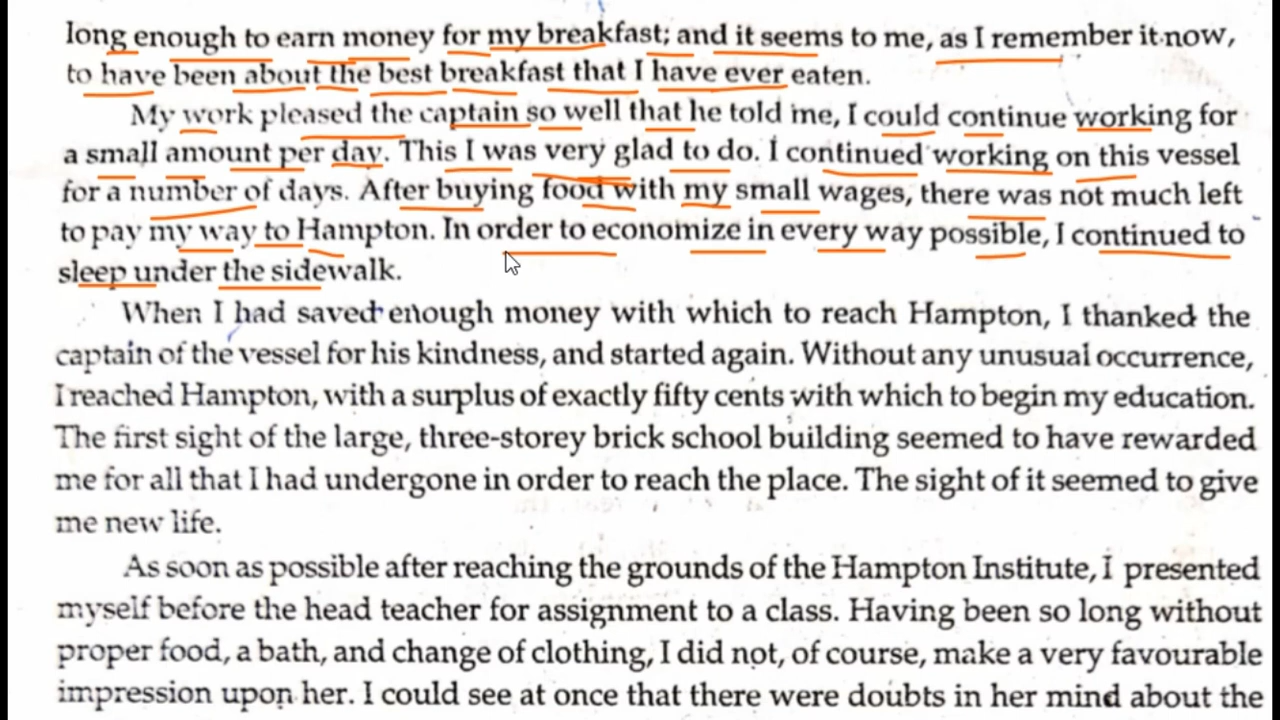 long enough to earn money for my breakfast; and it seems to me, as I remember it now,
to have been about the best breakfast that I have ever eaten.
My work pleased the captain so well that he told me, I could continue working for
a small amount per day. This I was very glad to do. I continued working on this vessel
for a number of days. After buying food with my small wages, there was not much left
to pay my way to Hampton. In order to economize in every way possible, I continued to
sleep under the sidewalk.
When I had saved enough money with which to reach Hampton, I thanked the
captain of the vessel for his kindness, and started again. Without any unusual occurrence,
I reached Hampton, with a surplus of exactly fifty cents with which to begin my education.
The first sight of the large, three-storey brick school building seemed to have rewarded
me for all that I had undergone in order to reach the place. The sight of it seemed to give
me new life.
As soon as possible after reaching the grounds of the Hampton Institute, I presented
myself before the head teacher for assignment to a class. Having been so long without
proper food, a bath, and change of clothing, I did not, of course, make a very favourable
impression upon her. I could see at once that there were doubts in her mind about the